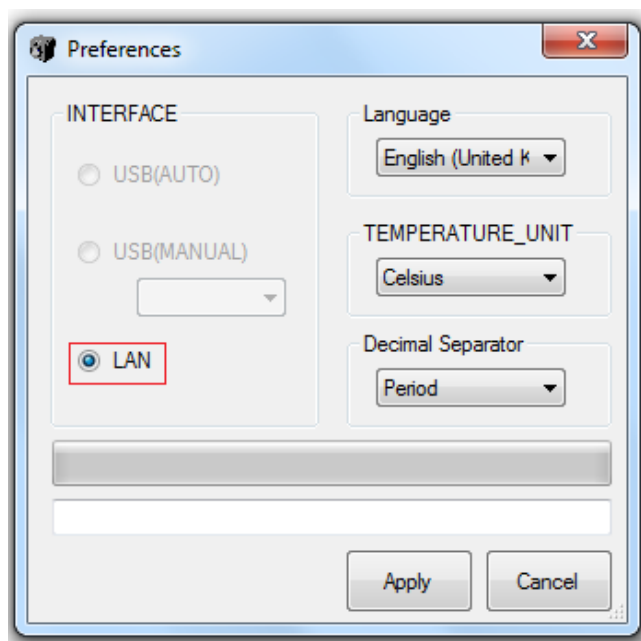 Preferences
INTERFACE
USB(AUTO)
USB(MANUAL)
LAN
Language
English (United K
TEMPERATURE_UNIT
Celsius
Decimal Separator
Period
Apply
Cancel